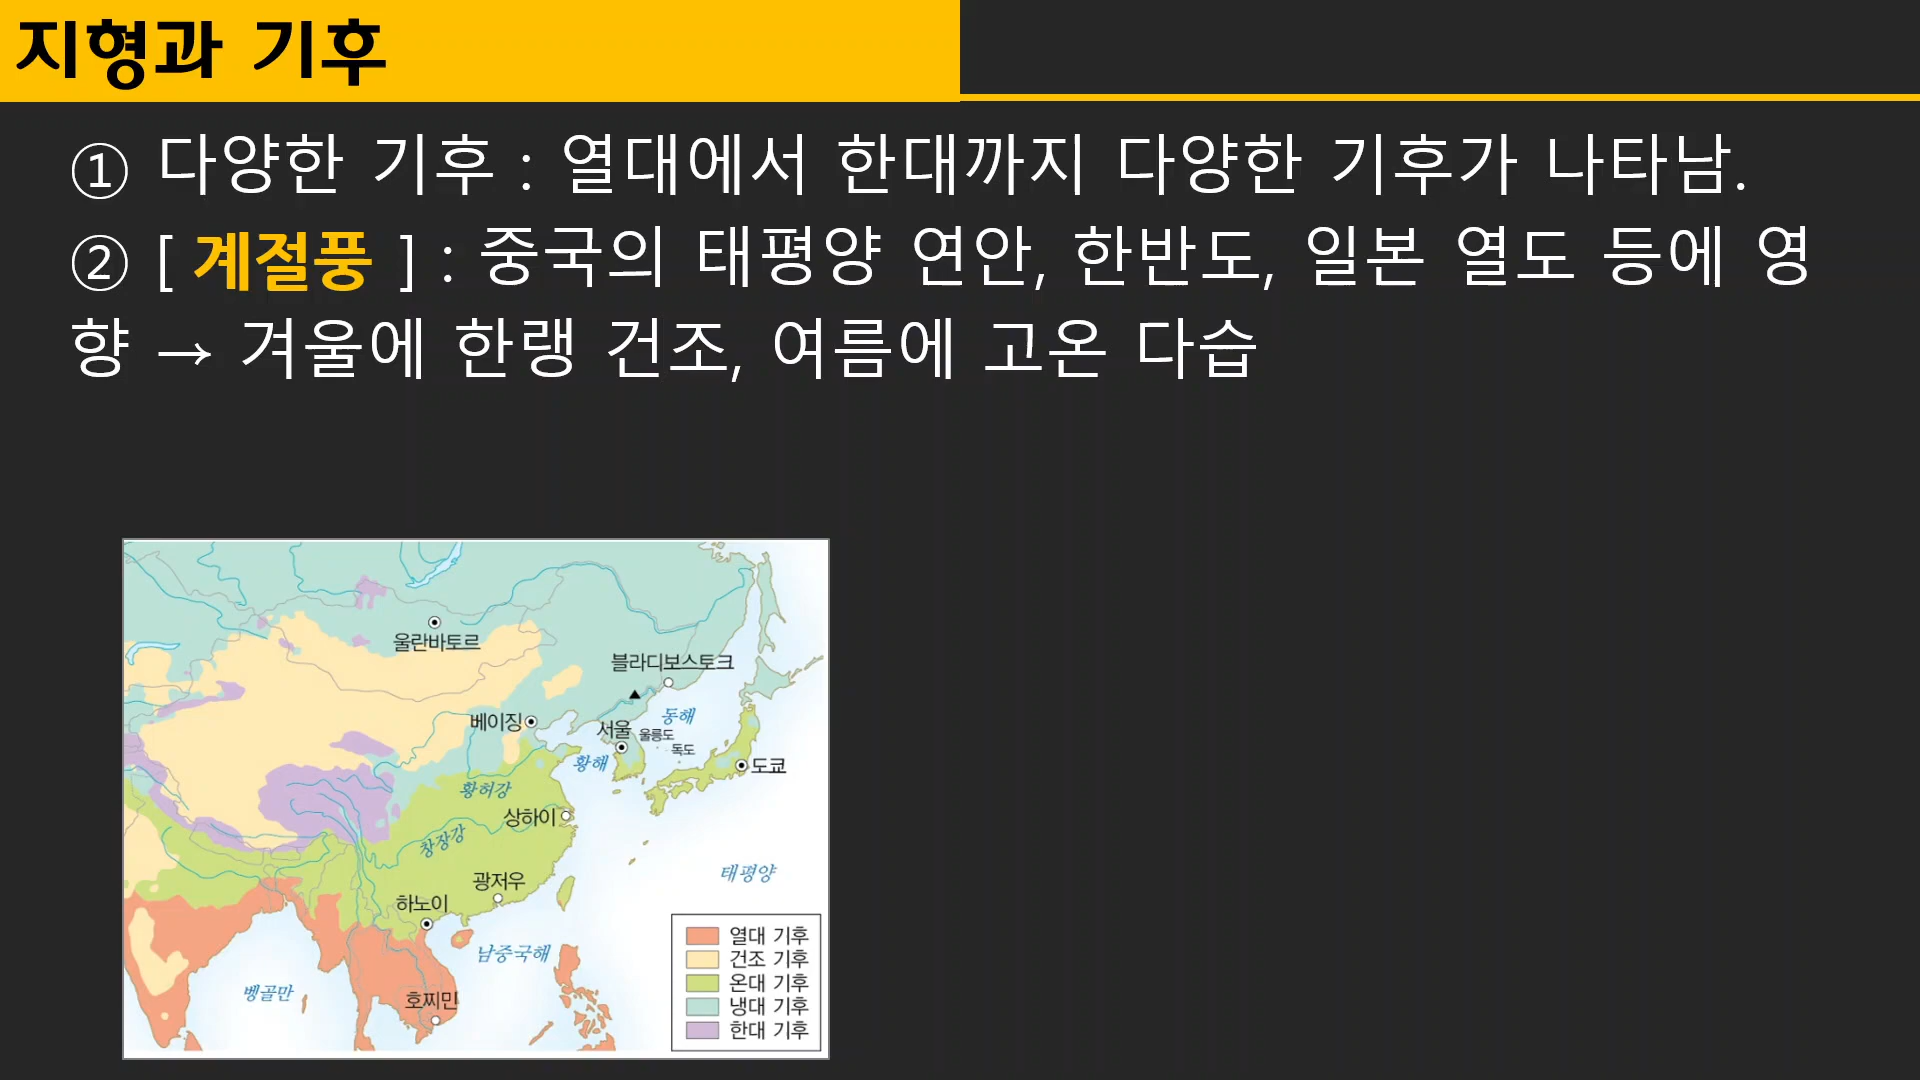 지형과 기후
① 다양한 기후 : 열대에서 한대까지 다양한 기후가 나타남.
② [ 계절풍 ] : 중국의 태평양 연안, 한반도, 일본 열도 등에 영
향 → 겨울에 한랭 건조, 여름에 고온 다습
울란바토르
블라디보스토크
동해
베이징
서울
울릉도
독도
황해
도쿄
황허강
상하이
창장강
태평양
광저우
하노이
남중국해
벵골만
호찌민
열대 기후
건조 기후
온대 기후
냉대 기후
한대 기후